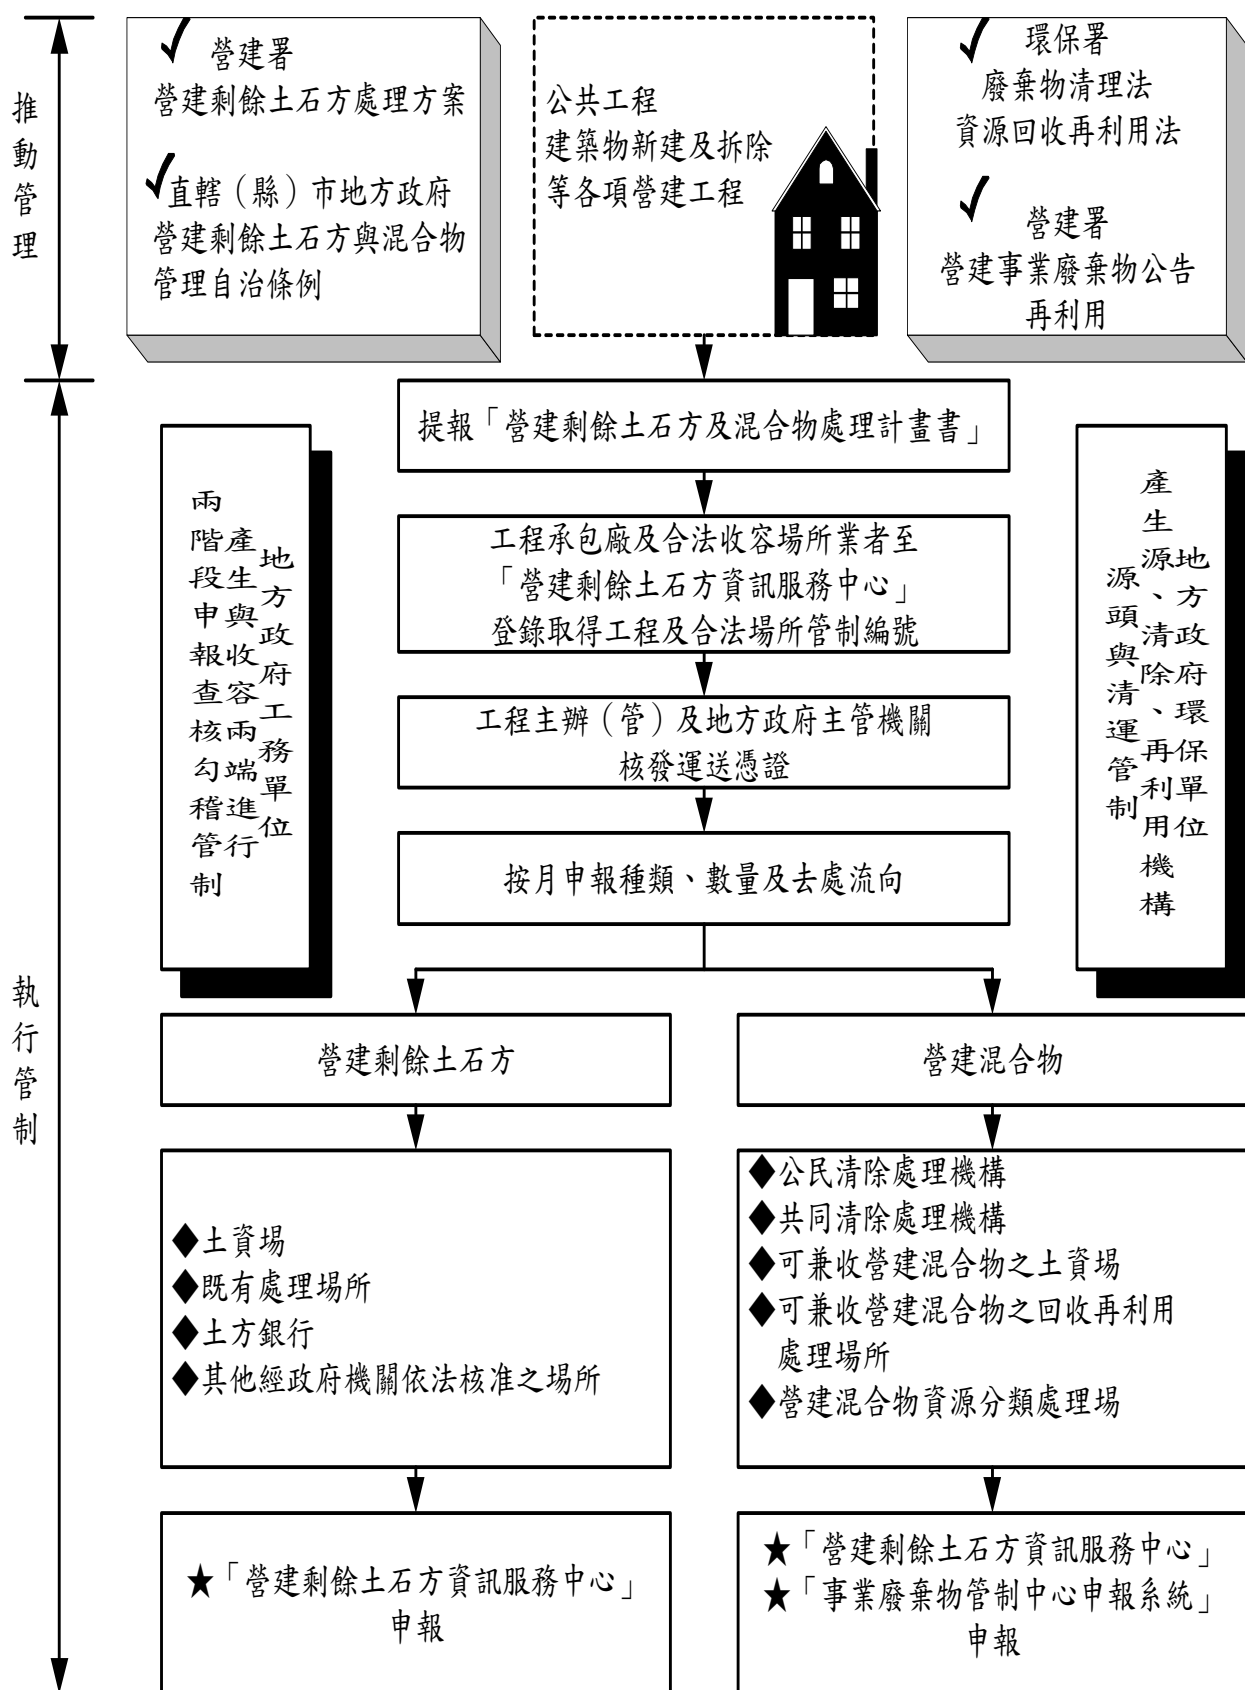 推動管理
營建署
營建剩餘土石方處理方案
直轄（縣）市地方政府
營建剩餘土石方與混合物
管理自治條例
公共工程
建築物新建及拆除
等各項營建工程
環保署
廢棄物清理法
資源回收再利用法
營建署
營建事業廢棄物公告
再利用
執行管制
提報「營建剩餘土石方及混合物處理計畫書」
地方政府工務單位
產生與收容兩端進行
兩階段申報查核勾稽管制
工程承包廠及合法收容場所業者至
「營建剩餘土石方資訊服務中心」
登錄取得工程及合法場所管制編號
地方政府環保單位
產生源、清除、再利用機構
源頭與清運管制
工程主辦（管）及地方政府主管機關
核發運送憑證
按月申報種類、數量及去處流向
營建剩餘土石方
◆土資場
◆既有處理場所
◆土方銀行
◆其他經政府機關依法核准之場所
★「營建剩餘土石方資訊服務中心」
申報
營建混合物
◆公民清除處理機構
◆共同清除處理機構
◆可兼收營建混合物之土資場
◆可兼收營建混合物之回收再利用
處理場所
◆營建混合物資源分類處理場
★「營建剩餘土石方資訊服務中心」
★「事業廢棄物管制中心申報系統」
申報